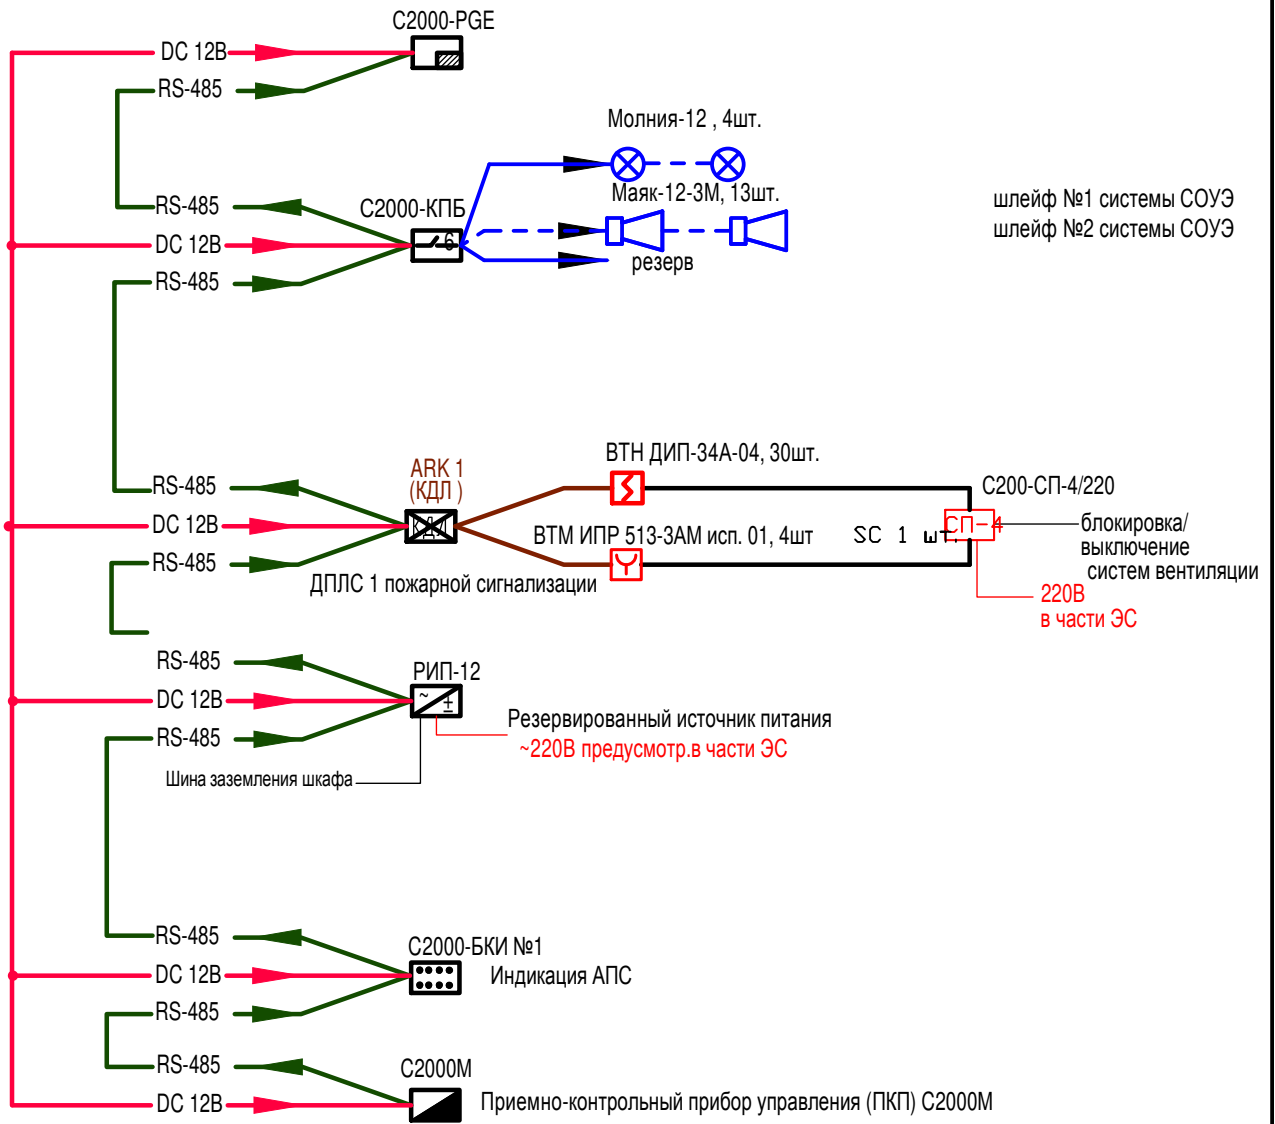 С2000-PGE
DC 12В
RS-485
Молния-12 , 4шт.
Маяк-12-3М, 13шт.
шлейф №1 системы СОУЭ
шлейф №2 системы СОУЭ
RS-485
С2000-КПБ
6
DC 12В
резерв
RS-485
ВТН ДИП-34А-04, 30шт.
ARK 1
(КДЛ )
RS-485
С200-СП-4/220
КДЛ
DC 12В
ВТМ ИПР 513-3АМ исп. 01, 4шт
SC 1 шт.
СП-4
блокировка/
выключение
систем вентиляции
RS-485
ДПЛС 1 пожарной сигнализации
220В
в части ЭС
RS-485
РИП-12
DC 12В
~
±
Резервированный источник питания
RS-485
~220В предусмотр.в части ЭС
Шина заземления шкафа
RS-485
С2000-БКИ №1
DC 12В
Индикация АПС
RS-485
RS-485
С2000М
DC 12В
Приемно-контрольный прибор управления (ПКП) С2000М